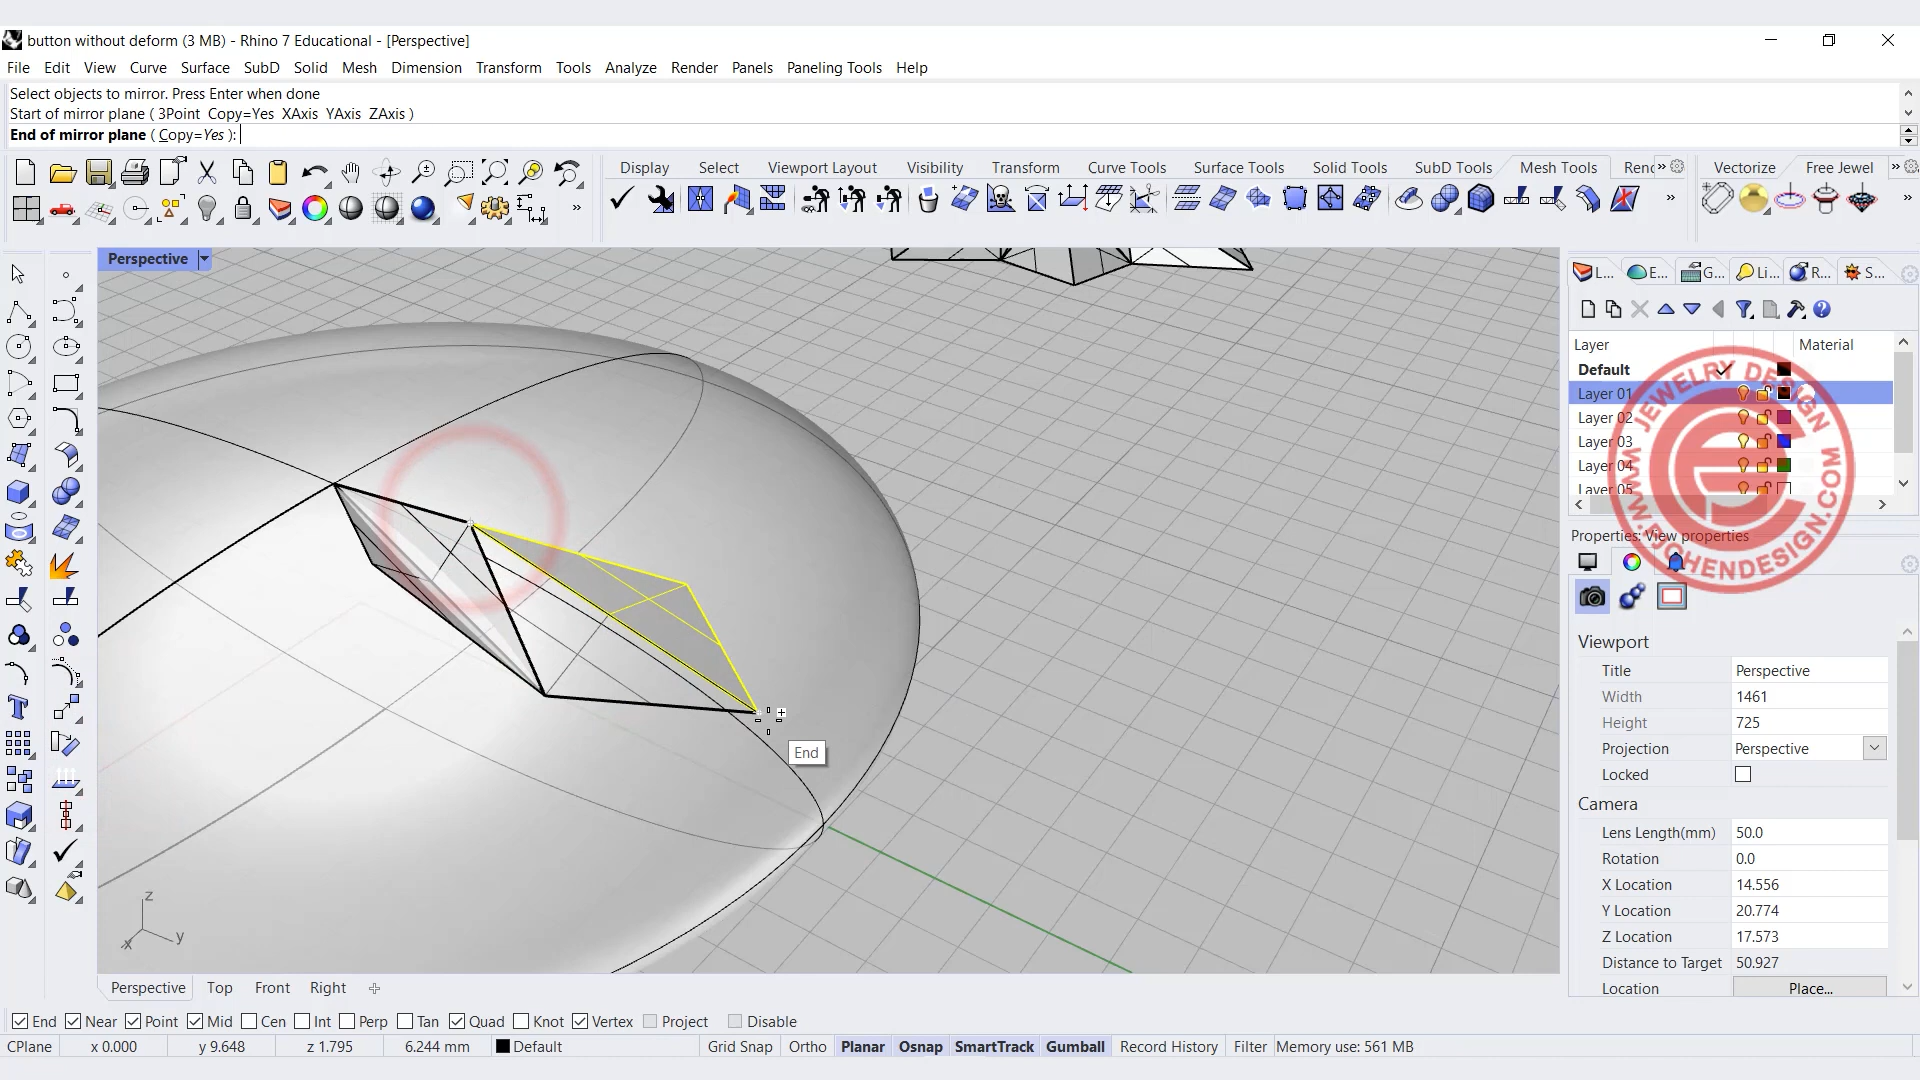 button without deform (3 MB) - Rhino 7 Educational - [Perspective]
File Edit View Curve Surface SubD Solid Mesh Dimension Transform Tools Analyze Render Panels Paneling Tools Help
Select objects to mirror. Press Enter when done
Start of mirror plane ( 3Point Copy=Yes XAxis YAxis ZAxis )
End of mirror plane ( Copy=Yes ):
Display Select Viewport Layout Visibility Transform Curve Tools Surface Tools Solid Tools SubD Tools Mesh Tools Ren » Vectorize Free Jewel »
» » »
Perspective
L... E... G... Li... R... S...
Layer Material
Default
Layer 01
Layer 02
Layer 03
Layer 04
Layer 05
JEWELRY DESIGN
WWW.PJCHENDESIGN.COM
Properties: View properties
Viewport
Title Perspective
Width 1461
Height 725
Projection Perspective
Locked
Camera
Lens Length(mm) 50.0
Rotation 0.0
X Location 14.556
Y Location 20.774
Z Location 17.573
Distance to Target 50.927
Location Place...
End
z
y
x
Perspective Top Front Right
End Near Point Mid Cen Int Perp Tan Quad Knot Vertex Project Disable
CPlane x 0.000 y 9.648 z 1.795 6.244 mm Default Grid Snap Ortho Planar Osnap SmartTrack Gumball Record History Filter Memory use: 561 MB